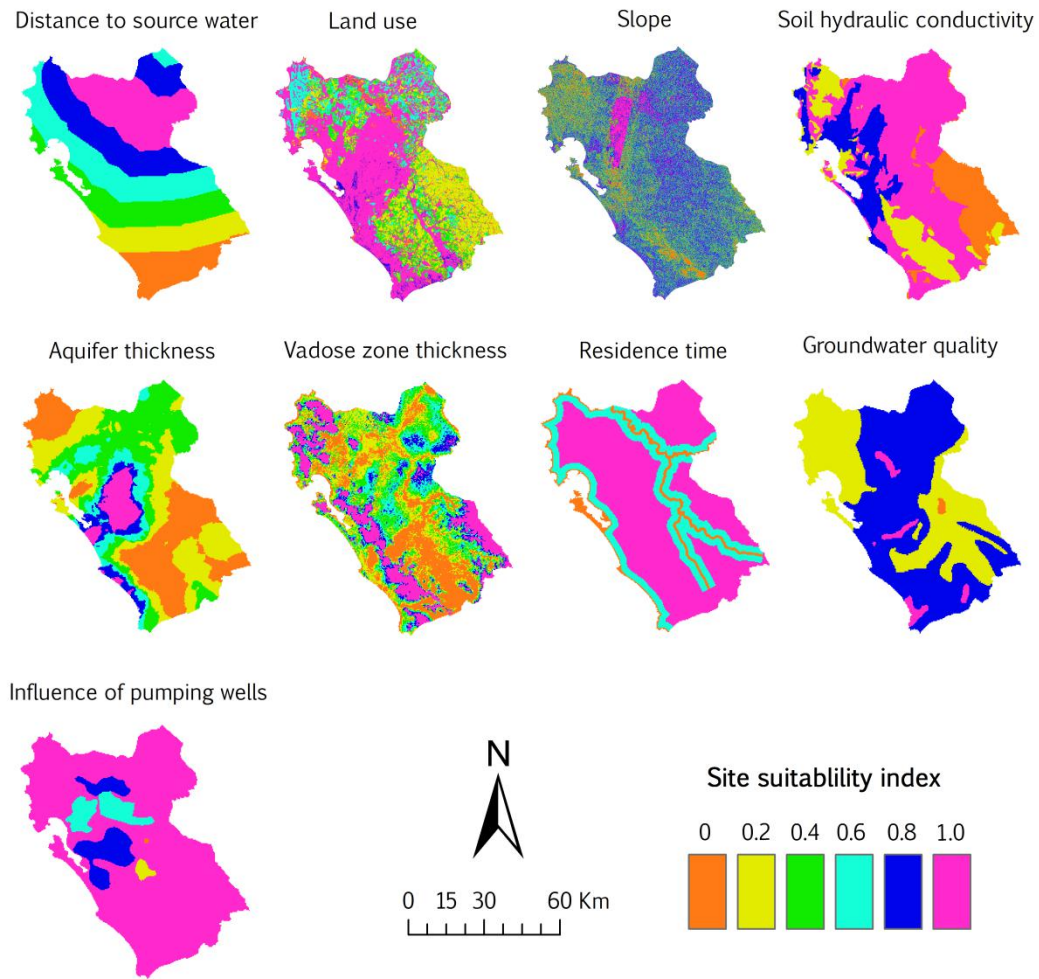 Distance to source water
Land use
Slope
Soil hydraulic conductivity
Aquifer thickness
Vadose zone thickness
Residence time
Groundwater quality
Influence of pumping wells
N
0 15 30 60 Km
Site suitablility index
0 0.2 0.4 0.6 0.8 1.0